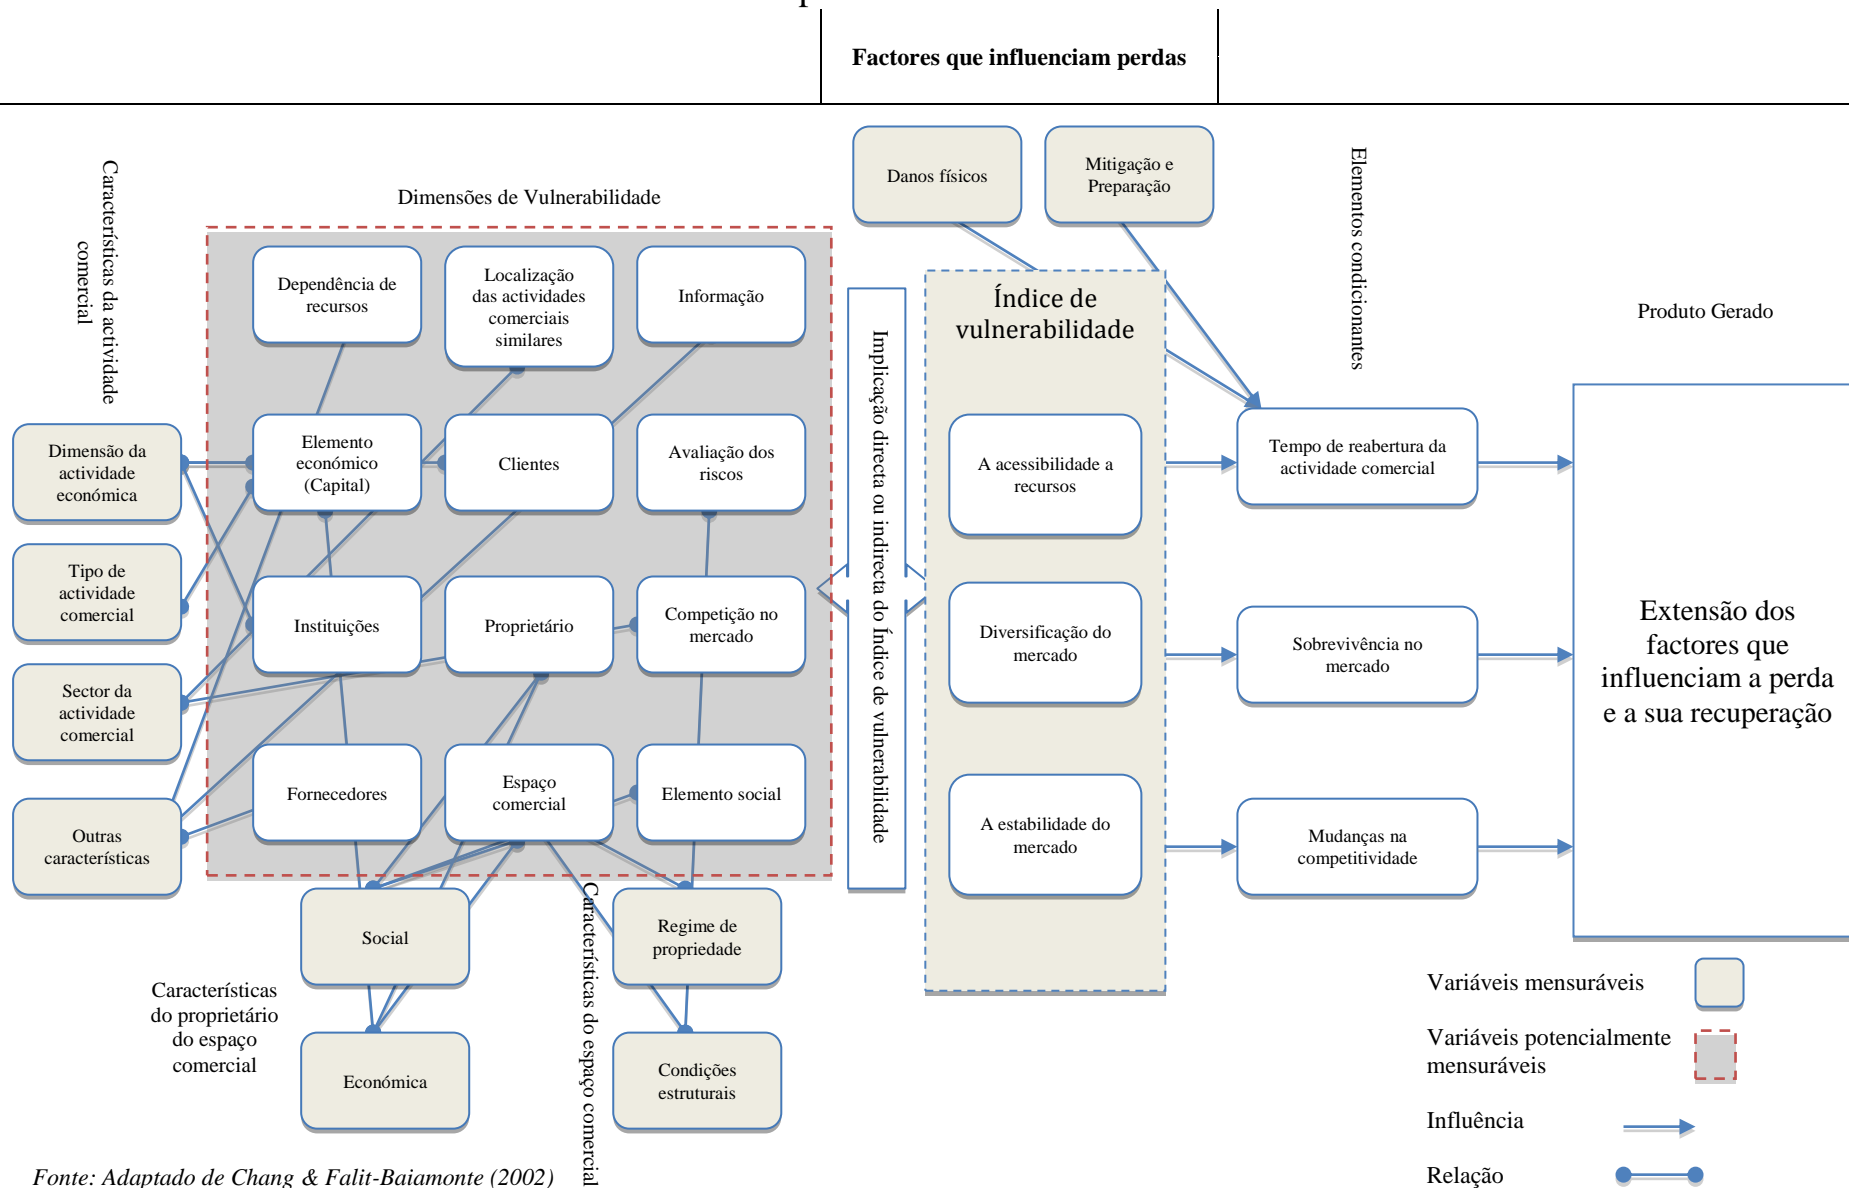 Factores que influenciam perdas
Danos físicos
Mitigação e
Preparação
Características da actividade
comercial
Dimensões de Vulnerabilidade
Elementos condicionantes
Produto Gerado
Dependência de
recursos
Localização
das actividades
comerciais
similares
Informação
Índice de
vulnerabilidade
Implicação directa ou indirecta do Índice de vulnerabilidade
Dimensão da
actividade
económica
Elemento
económico
(Capital)
Clientes
Avaliação dos
riscos
A acessibilidade a
recursos
Tempo de reabertura da
actividade comercial
Tipo de
actividade
comercial
Instituições
Proprietário
Competição no
mercado
Diversificação do
mercado
Sobrevivência no
mercado
Extensão dos
factores que
influenciam a perda
e a sua recuperação
Sector da
actividade
comercial
Fornecedores
Espaço
comercial
Elemento social
A estabilidade do
mercado
Mudanças na
competitividade
Outras
características
Social
Características do espaço comercial
Regime de
propriedade
Características
do proprietário
do espaço
comercial
Económica
Condições
estruturais
Variáveis mensuráveis
Variáveis potencialmente
mensuráveis
Influência
Relação
Fonte: Adaptado de Chang & Falit-Baiamonte (2002)